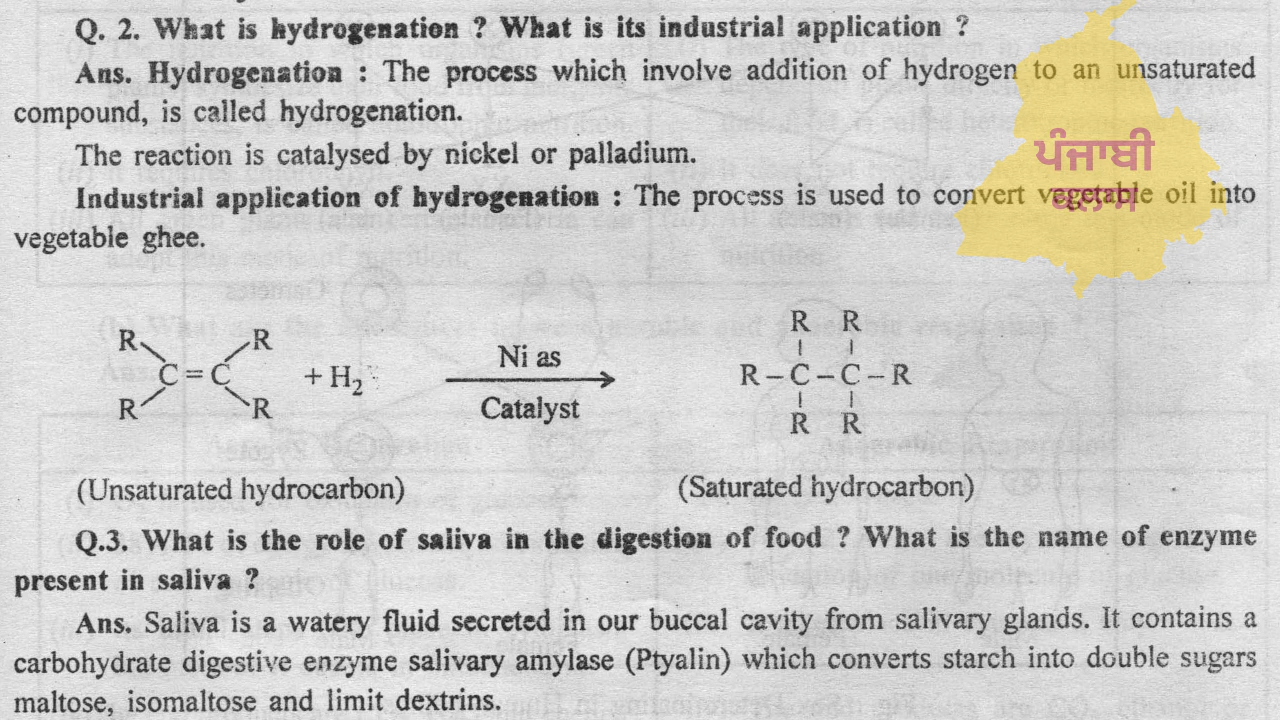 Q. 2. What is hydrogenation ? What is its industrial application ?
Ans. Hydrogenation : The process which involve addition of hydrogen to an unsaturated
compound, is called hydrogenation.
The reaction is catalysed by nickel or palladium.
Industrial application of hydrogenation : The process is used to convert vegetable oil into
vegetable ghee.
ਪੰਜਾਬੀ
ਕਲਾਸ
R R R R
C = C + H₂ Ni as R – C – C – R
R R Catalyst R R
(Unsaturated hydrocarbon) (Saturated hydrocarbon)
Q.3. What is the role of saliva in the digestion of food ? What is the name of enzyme
present in saliva ?
Ans. Saliva is a watery fluid secreted in our buccal cavity from salivary glands. It contains a
carbohydrate digestive enzyme salivary amylase (Ptyalin) which converts starch into double sugars
maltose, isomaltose and limit dextrins.